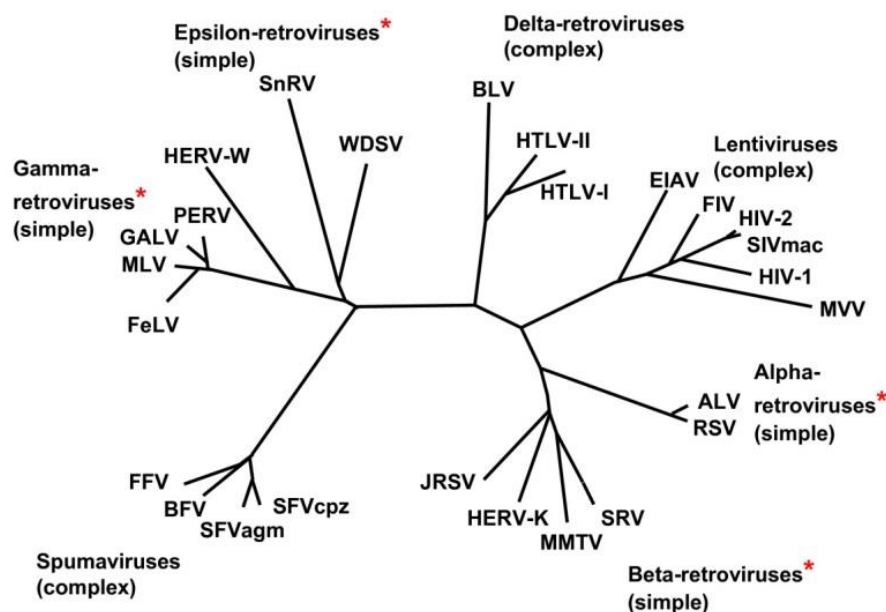 Epsilon-retroviruses*
(simple)
SnRV
WDSV
HERV-W
Gamma-
retroviruses*
(simple)
PERV
GALV
MLV
FeLV
Delta-retroviruses
(complex)
BLV
HTLV-II
HTLV-I
Lentiviruses
(complex)
EIAV
FIV
HIV-2
SIVmac
HIV-1
MVV
Alpha-
retroviruses*
(simple)
ALV
RSV
JRSV
HERV-K
MMTV
SRV
Beta-retroviruses*
(simple)
FFV
BFV
SFVagm
SFVcpz
Spumaviruses
(complex)